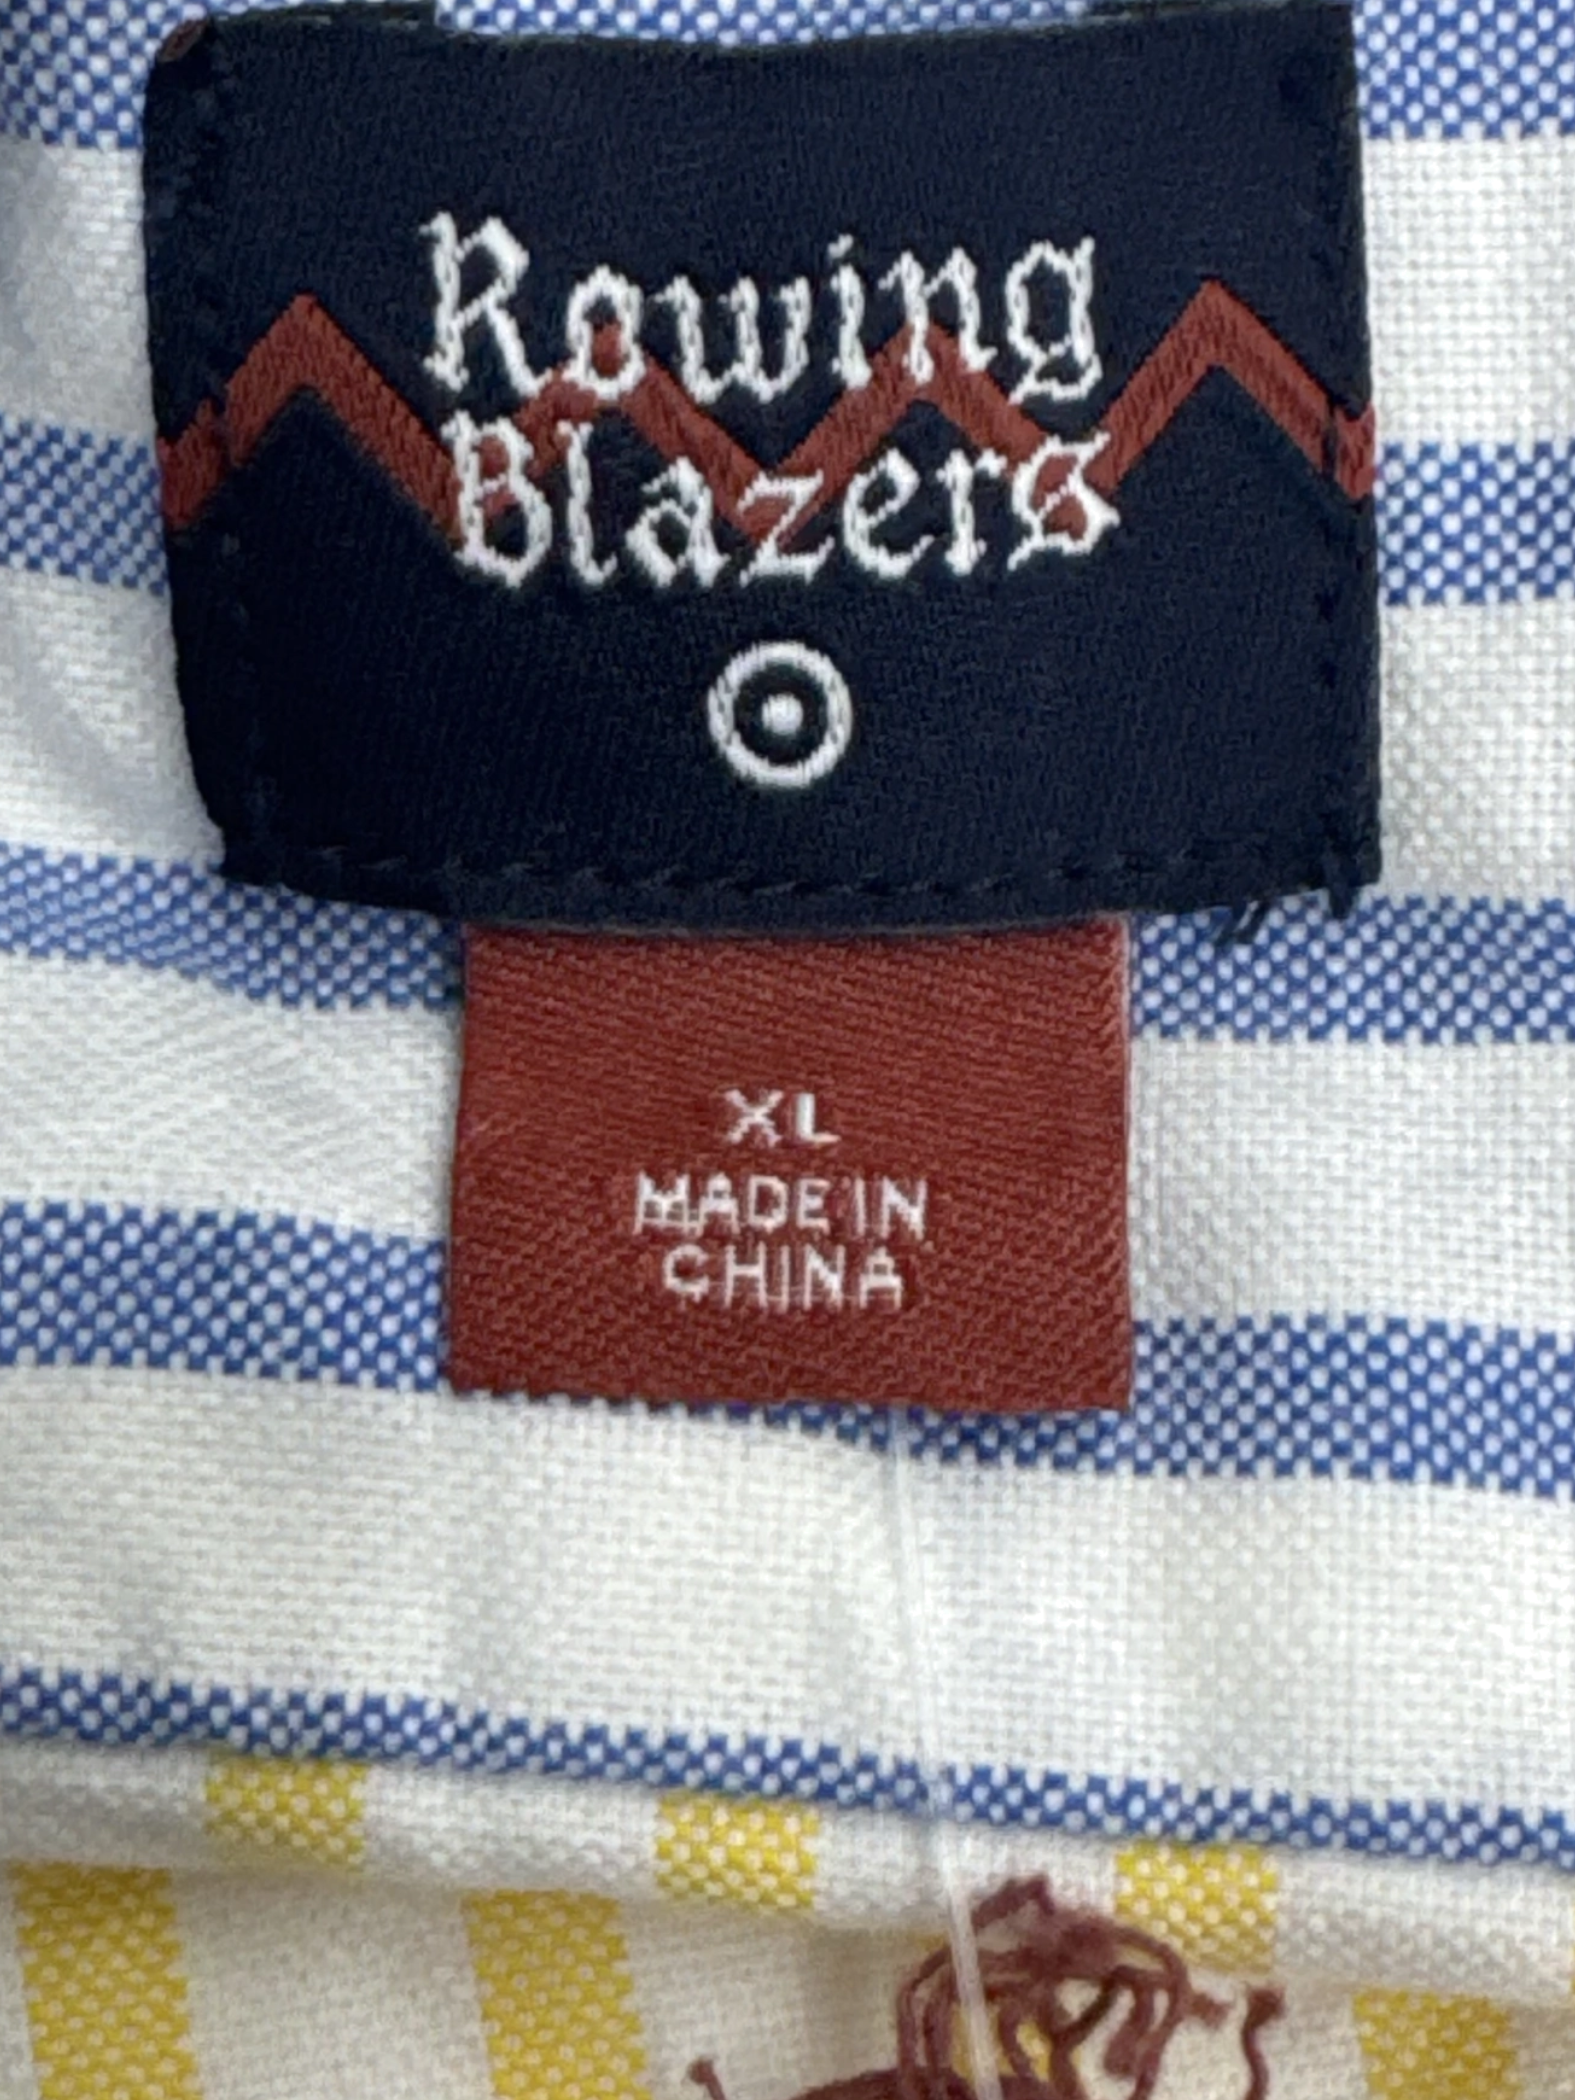 Rowing
Blazers
XL
MADE IN
CHINA